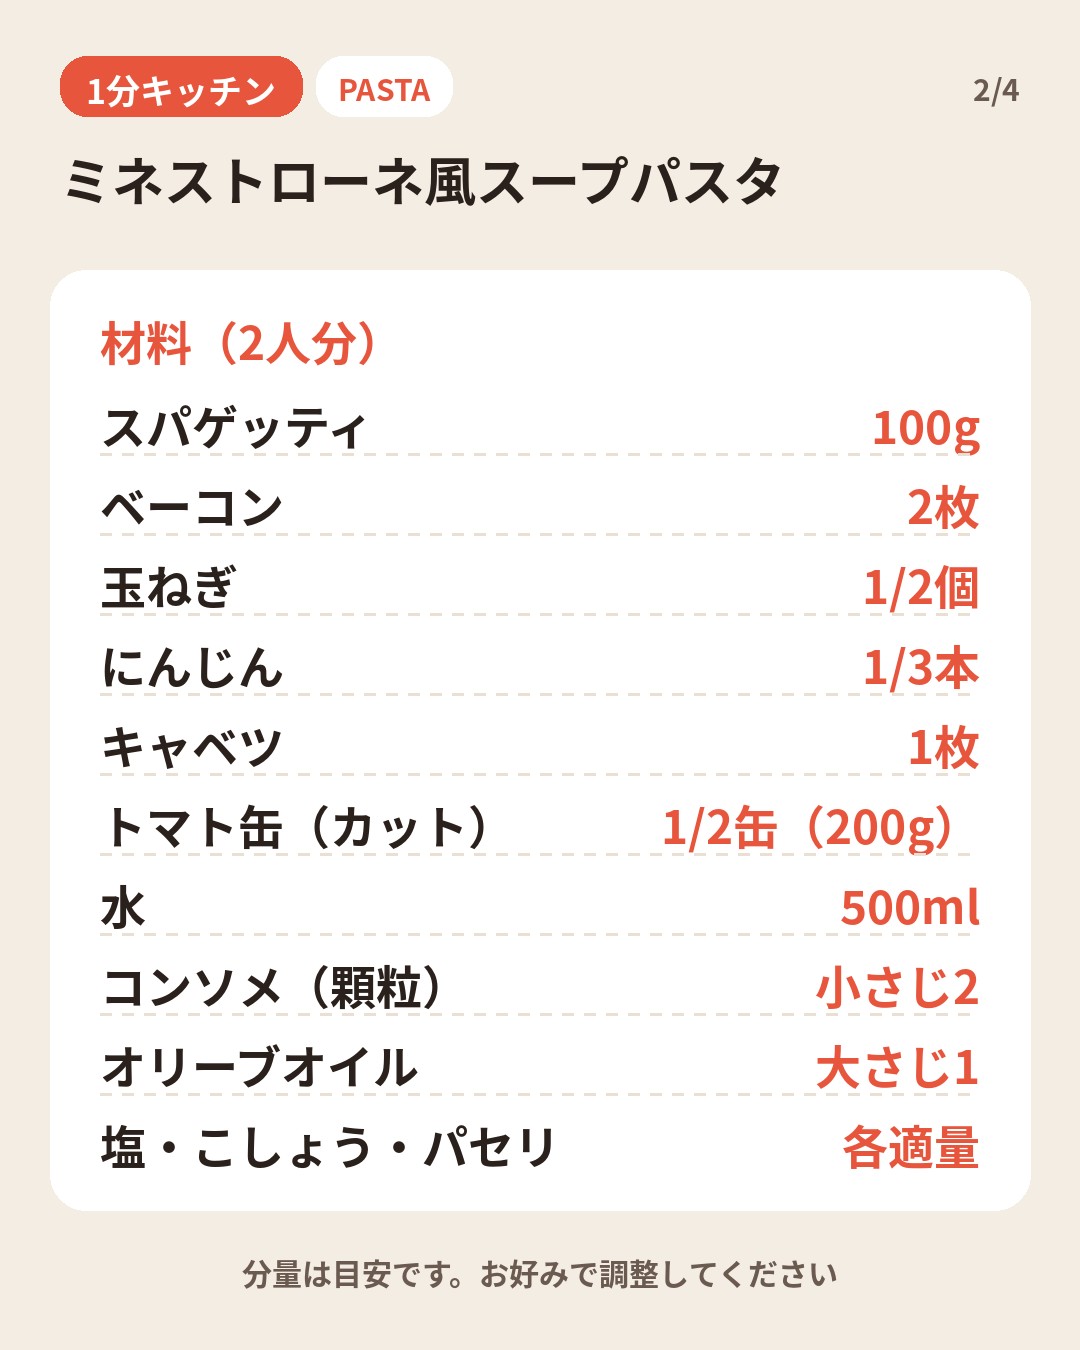 1分キッチン PASTA 2/4
ミネストローネ風スープパスタ
材料（2人分）
スパゲッティ 100g
ベーコン 2枚
玉ねぎ 1/2個
にんじん 1/3本
キャベツ 1枚
トマト缶（カット） 1/2缶（200g）
水 500ml
コンソメ（顆粒） 小さじ2
オリーブオイル 大さじ1
塩・こしょう・パセリ 各適量
分量は目安です。お好みで調整してください